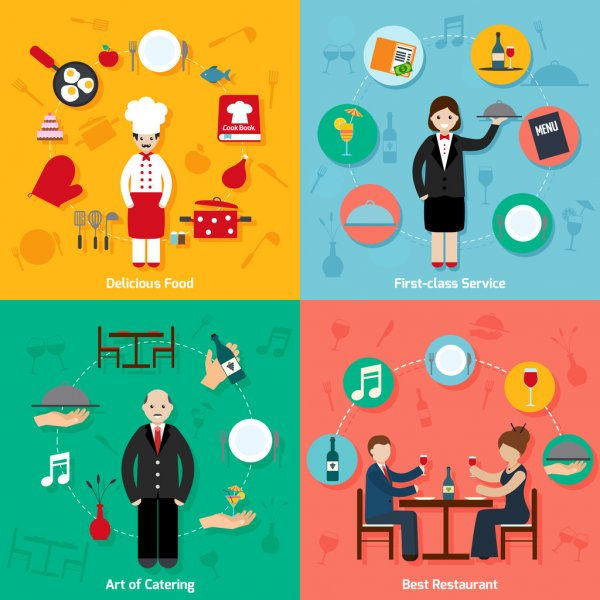 Cook Book
Delicious Food
MENU
First-class Service
Art of Catering
Best Restaurant